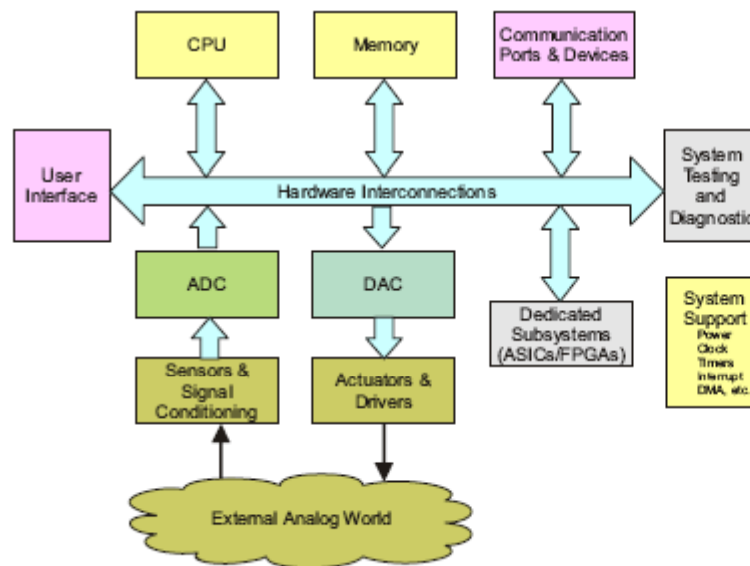 CPU
Memory
Communication
Ports & Devices
User
Interface
Hardware Interconnections
System
Testing
and
Diagnostic
ADC
DAC
Dedicated
Subsystems
(ASICs/FPGAs)
System
Support
Power
Clock
Timers
Interrupt
DMA, etc.
Sensors &
Signal
Conditioning
Actuators &
Drivers
External Analog World